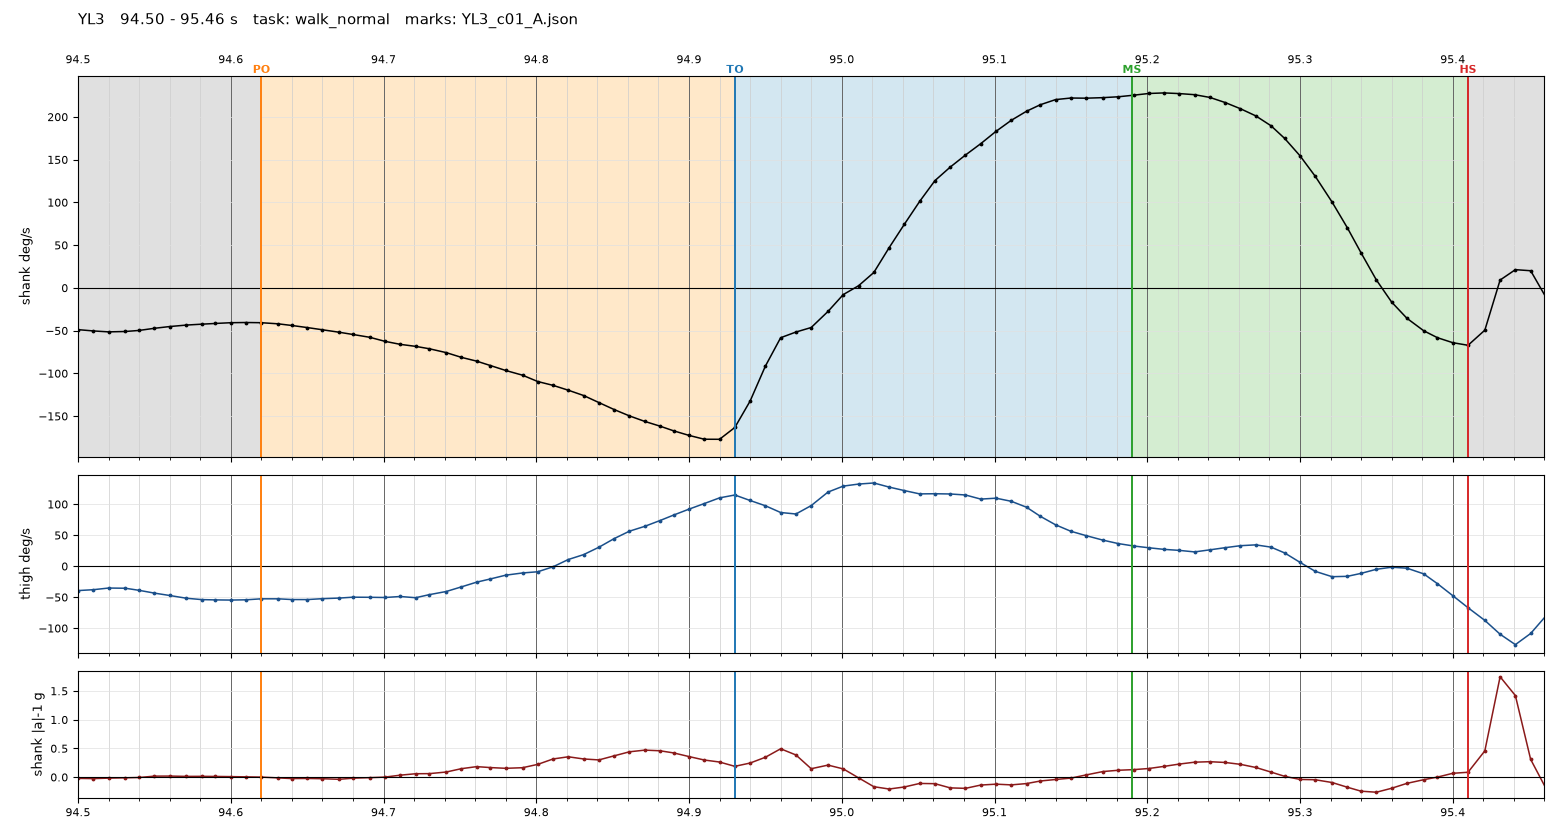 YL3   94.50 - 95.46 s   task: walk_normal   marks: YL3_c01_A.json
94.5 94.6 94.7 94.8 94.9 95.0 95.1 95.2 95.3 95.4
PO TO MS HS
shank deg/s
200
150
100
50
0
−50
−100
−150
thigh deg/s
100
50
0
−50
−100
shank |a|-1 g
1.5
1.0
0.5
0.0
94.5 94.6 94.7 94.8 94.9 95.0 95.1 95.2 95.3 95.4